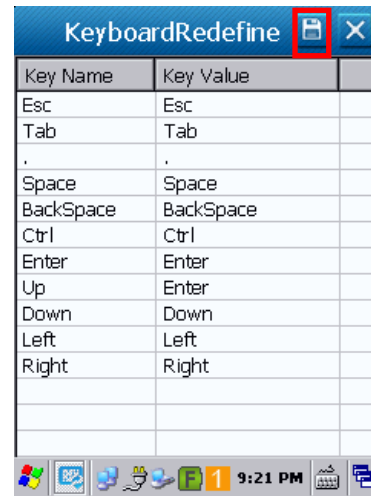 KeyboardRedefine
Key Name Key Value
Esc Esc
Tab Tab
. .
Space Space
BackSpace BackSpace
Ctrl Ctrl
Enter Enter
Up Enter
Down Down
Left Left
Right Right
F 1 9:21 PM